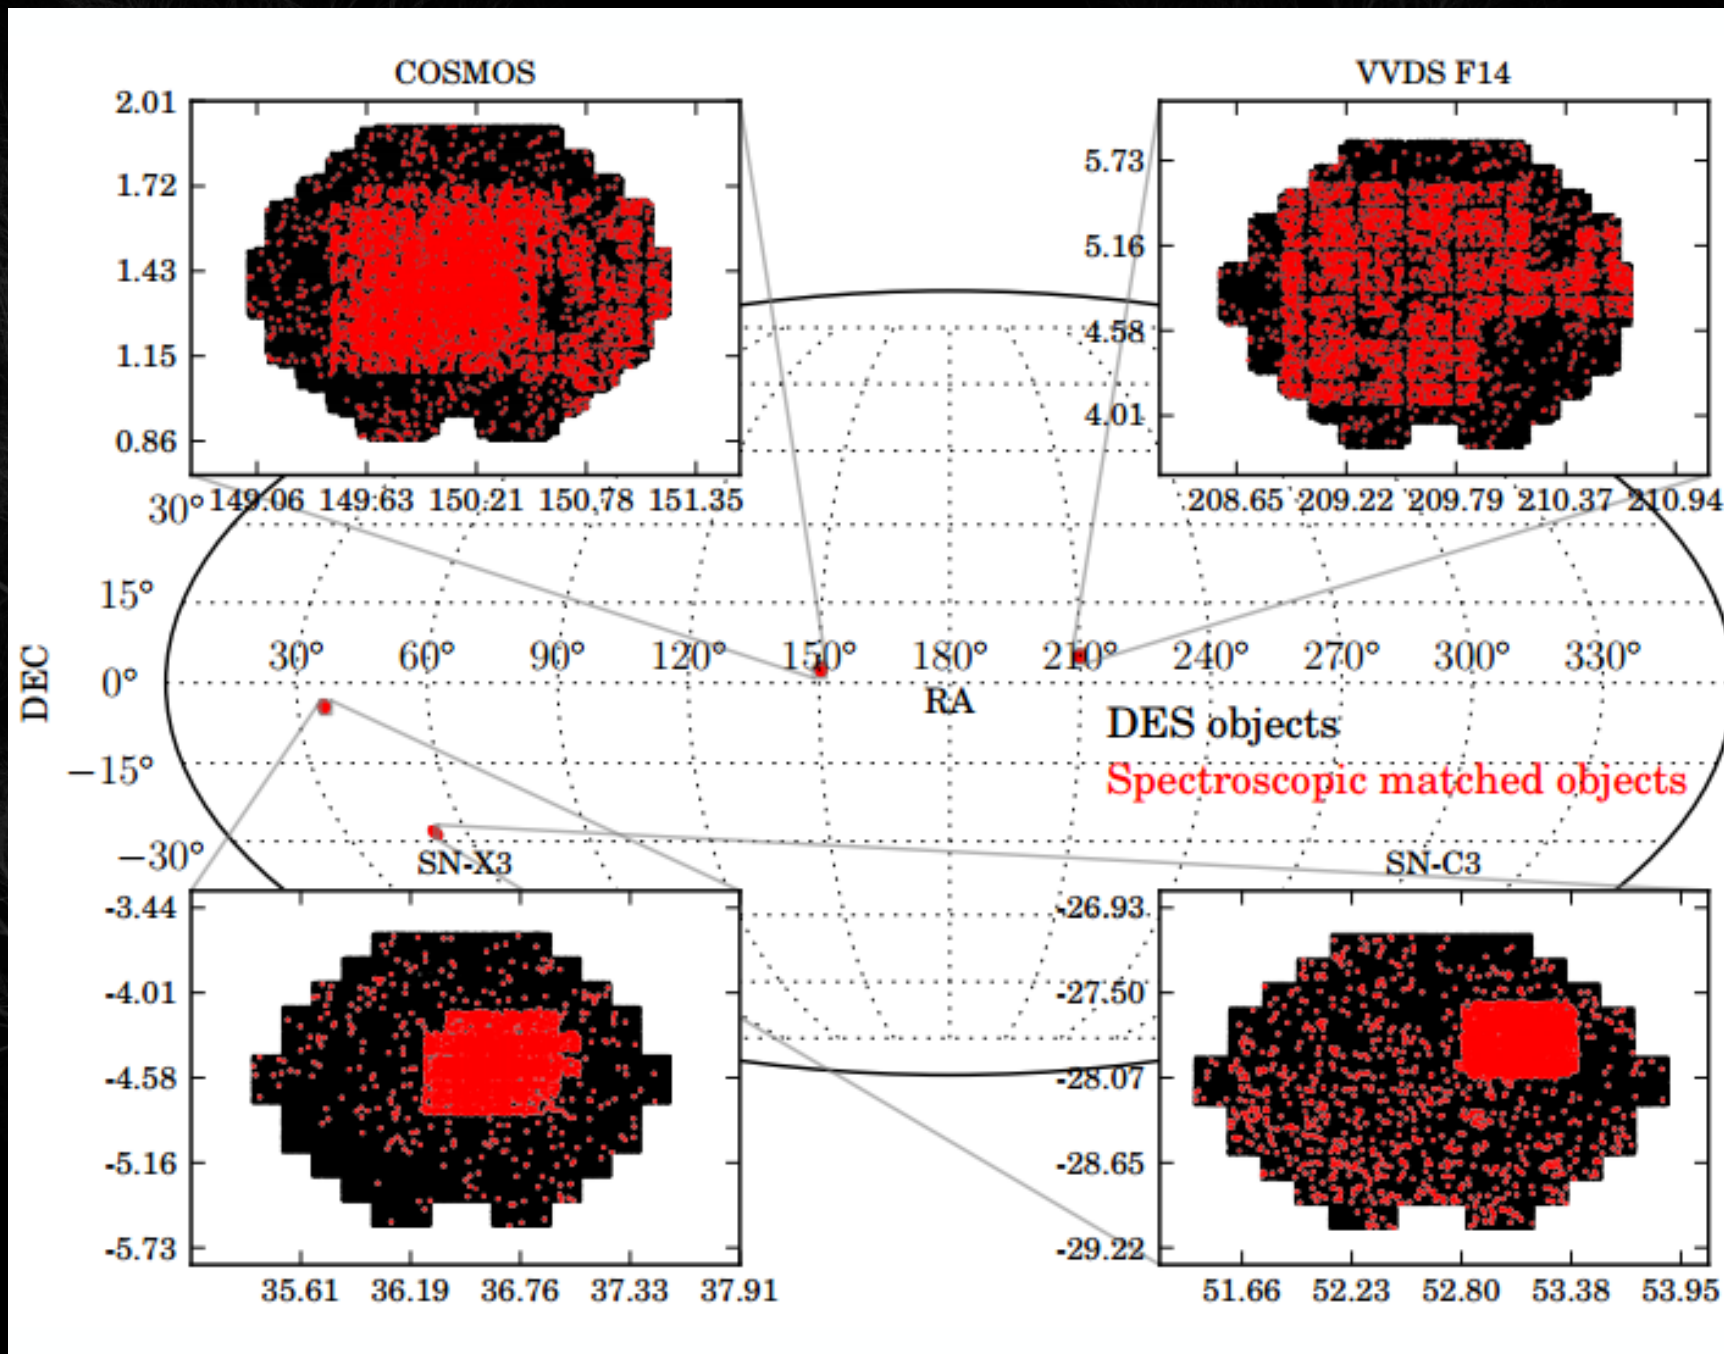 COSMOS
2.01
1.72
1.43
1.15
0.86
149.06 149.63 150.21 150.78 151.35
VVDS F14
5.73
5.16
4.58
4.01
208.65 209.22 209.79 210.37 210.94
30°
15°
0°
−15°
−30°
DEC
30° 60° 90° 120° 150° 180° 210° 240° 270° 300° 330°
RA
DES objects
Spectroscopic matched objects
SN-X3
-3.44
-4.01
-4.58
-5.16
-5.73
35.61 36.19 36.76 37.33 37.91
SN-C3
-26.93
-27.50
-28.07
-28.65
-29.22
51.66 52.23 52.80 53.38 53.95